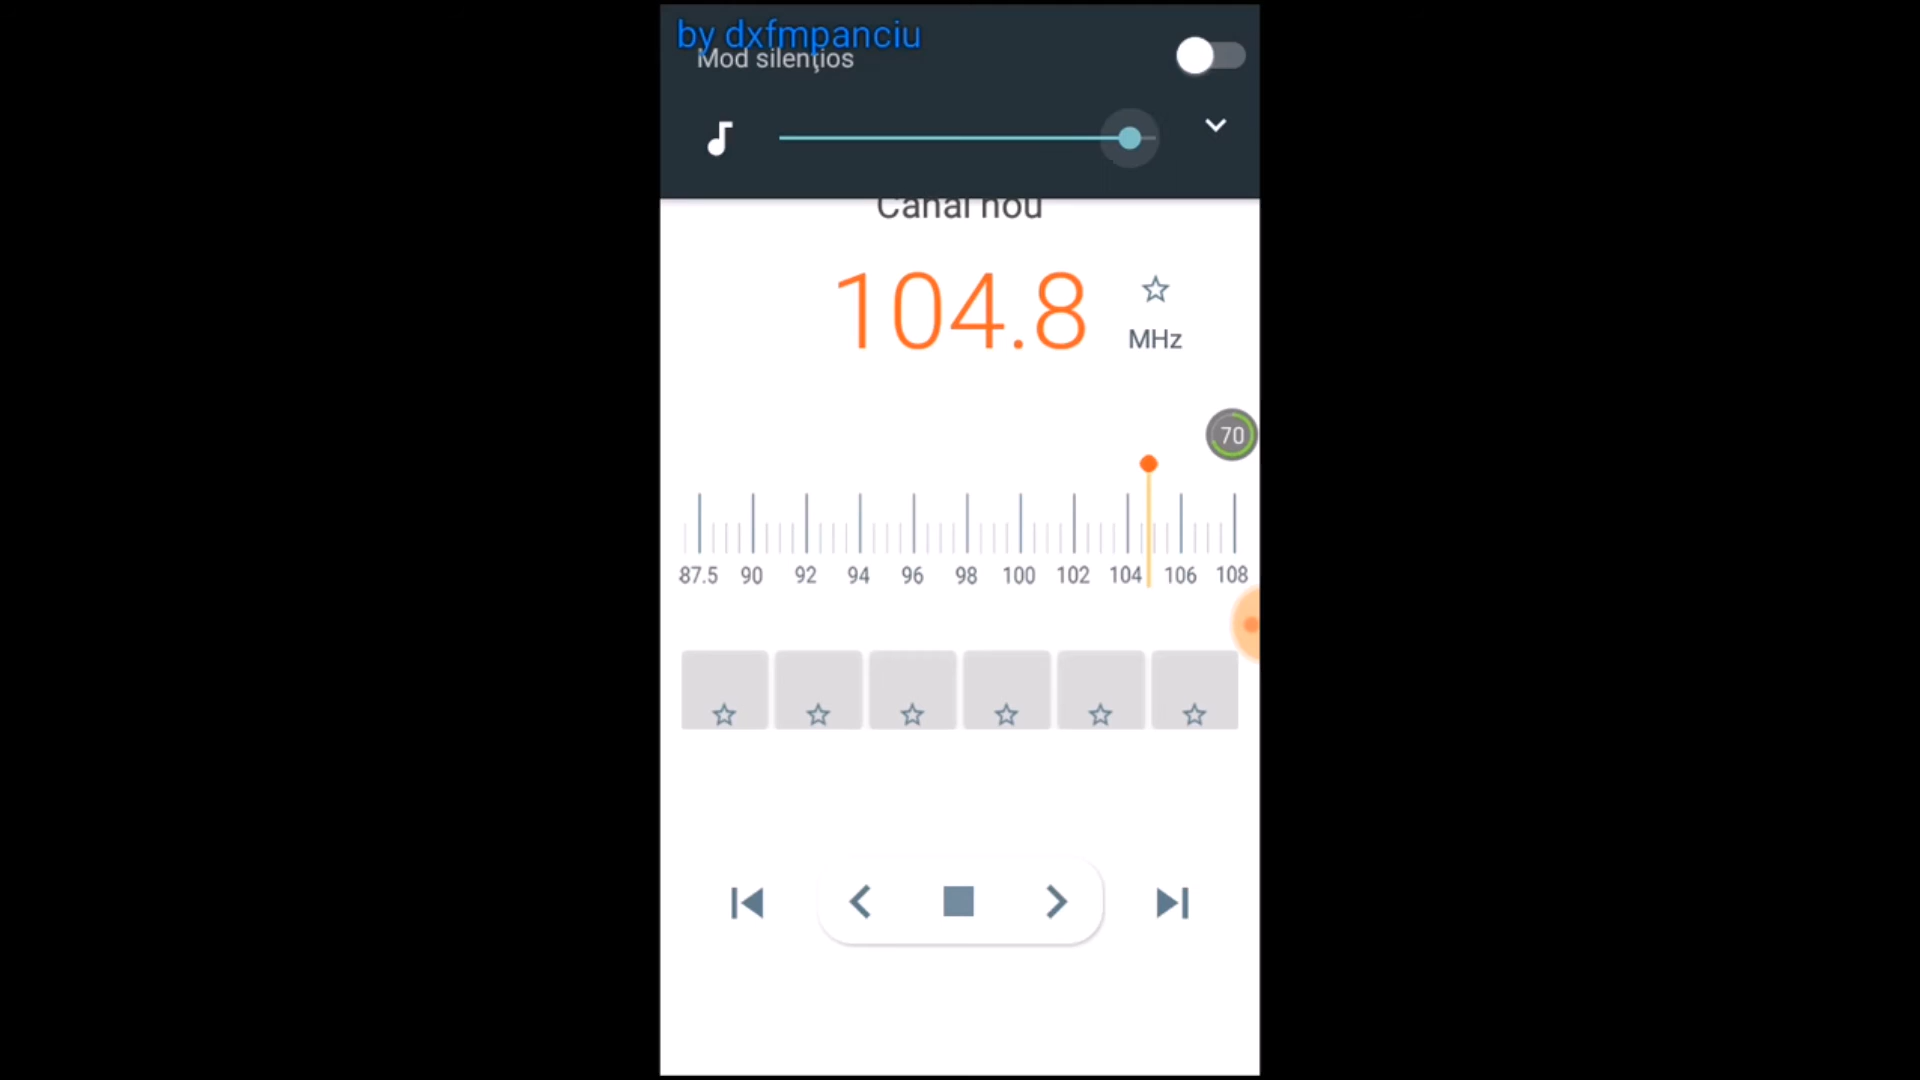 by dxfmpanciu
Mod silențios
Canal nou
104.8
MHz
70
87.5 90 92 94 96 98 100 102 104 106 108